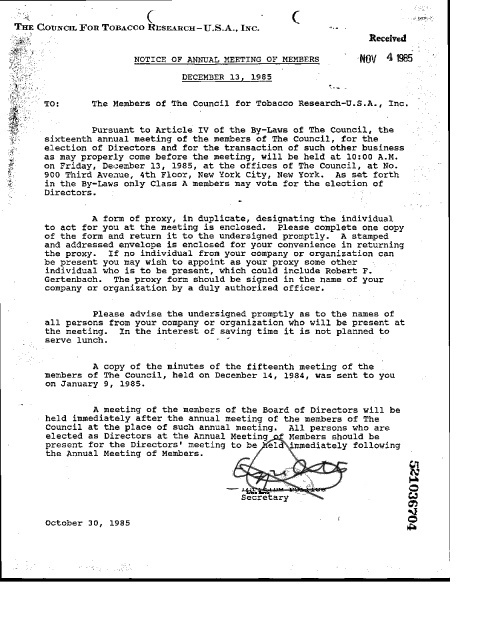 THE COUNCIL FOR TOBACCO RESEARCH-U.S.A., INC.
Received
NOV 4 1985
NOTICE OF ANNUAL MEETING OF MEMBERS
DECEMBER 13, 1985
TO: The Members of The Council for Tobacco Research-U.S.A., Inc.
Pursuant to Article IV of the By-Laws of The Council, the
sixteenth annual meeting of the members of The Council, for the
election of Directors and for the transaction of such other business
as may properly come before the meeting, will be held at 10:00 A.M.
on Friday, December 13, 1985, at the offices of The Council, at No.
900 Third Avenue, 4th Floor, New York City, New York. As set forth
in the By-Laws only Class A members may vote for the election of
Directors.
A form of proxy, in duplicate, designating the individual
to act for you at the meeting is enclosed. Please complete one copy
of the form and return it to the undersigned promptly. A stamped
and addressed envelope is enclosed for your convenience in returning
the proxy. If no individual from your company or organization can
be present you may wish to appoint as your proxy some other
individual who is to be present, which could include Robert F.
Gertenbach. The proxy form should be signed in the name of your
company or organization by a duly authorized officer.
Please advise the undersigned promptly as to the names of
all persons from your company or organization who will be present at
the meeting. In the interest of saving time it is not planned to
serve lunch.
A copy of the minutes of the fifteenth meeting of the
members of The Council, held on December 14, 1984, was sent to you
on January 9, 1985.
A meeting of the members of the Board of Directors will be
held immediately after the annual meeting of the members of The
Council at the place of such annual meeting. All persons who are
elected as Directors at the Annual Meeting of Members should be
present for the Directors' meeting to be held immediately following
the Annual Meeting of Members.
Secretary
October 30, 1985
521036704